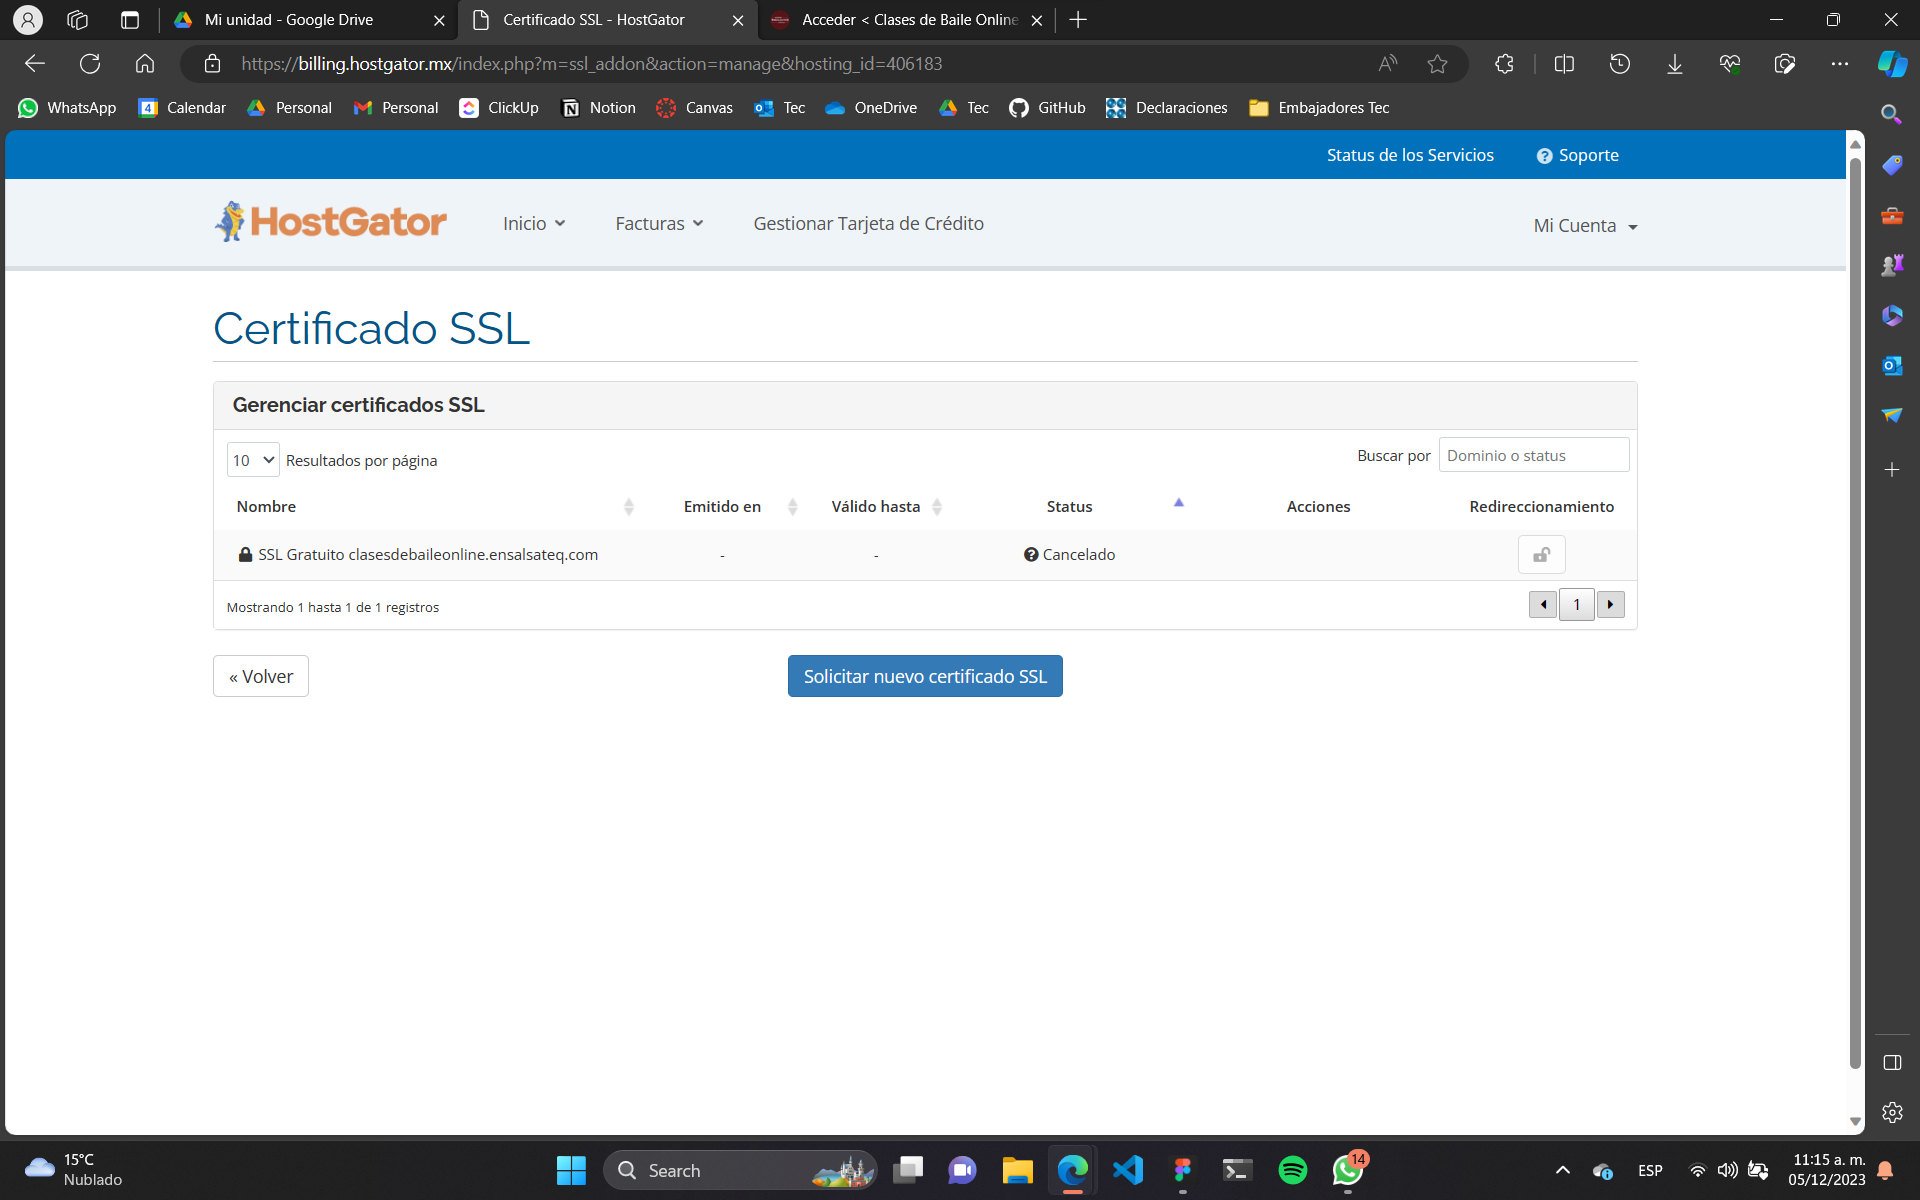 Mi unidad - Google Drive
Certificado SSL - HostGator
Acceder < Clases de Baile Online
https://billing.hostgator.mx/index.php?m=ssl_addon&action=manage&hosting_id=406183
WhatsApp
4 Calendar
Personal
Personal
ClickUp
Notion
Canvas
Tec
OneDrive
Tec
GitHub
Declaraciones
Embajadores Tec
Status de los Servicios
Soporte
HostGator
Inicio
Facturas
Gestionar Tarjeta de Crédito
Mi Cuenta
Certificado SSL
Gerenciar certificados SSL
10 Resultados por página
Buscar por Dominio o status
Nombre Emitido en Válido hasta Status Acciones Redireccionamiento
SSL Gratuito clasesdebaileonline.ensalsateq.com - - Cancelado
Mostrando 1 hasta 1 de 1 registros
1
« Volver
Solicitar nuevo certificado SSL
15°C
Nublado
Search
14
ESP
11:15 a. m.
05/12/2023